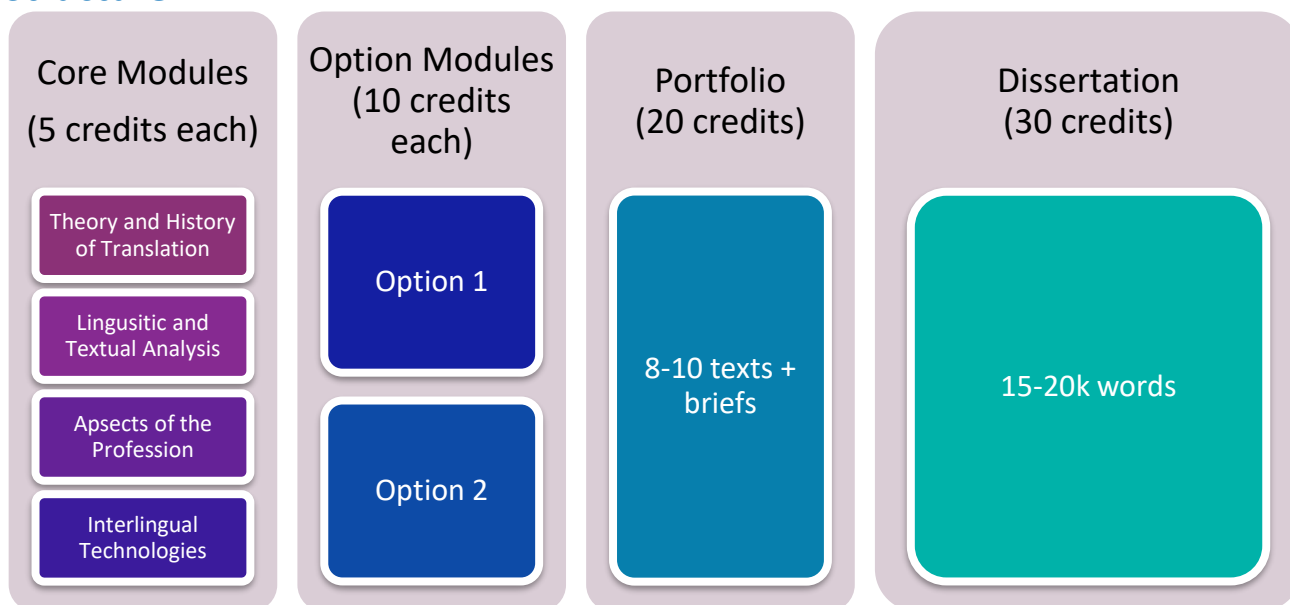 Core Modules
(5 credits each)
Theory and History
of Translation
Lingusitic and
Textual Analysis
Apsects of the
Profession
Interlingual
Technologies
Option Modules
(10 credits
each)
Option 1
Option 2
Portfolio
(20 credits)
8-10 texts +
briefs
Dissertation
(30 credits)
15-20k words